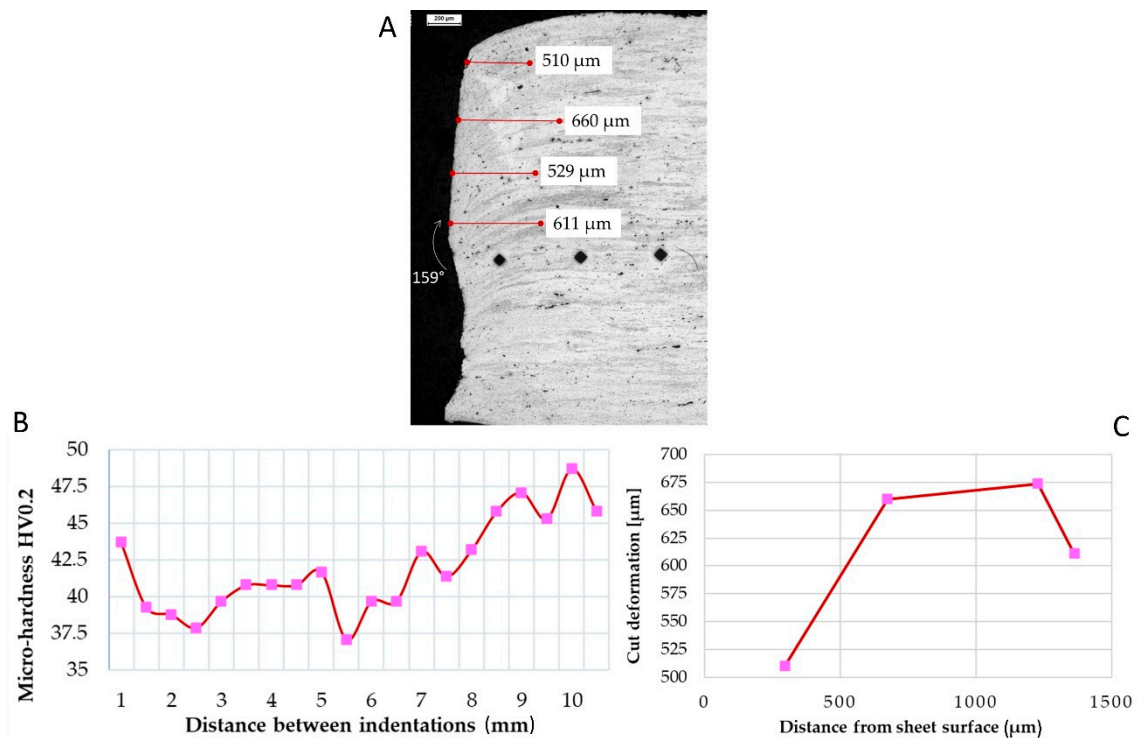 A
200 µm
510 µm
660 µm
529 µm
611 µm
159°
B
Micro-hardness HV0.2
50
47.5
45
42.5
40
37.5
35
1 2 3 4 5 6 7 8 9 10
Distance between indentations (mm)
C
Cut deformation [µm]
700
675
650
625
600
575
550
525
500
0 500 1000 1500
Distance from sheet surface (µm)